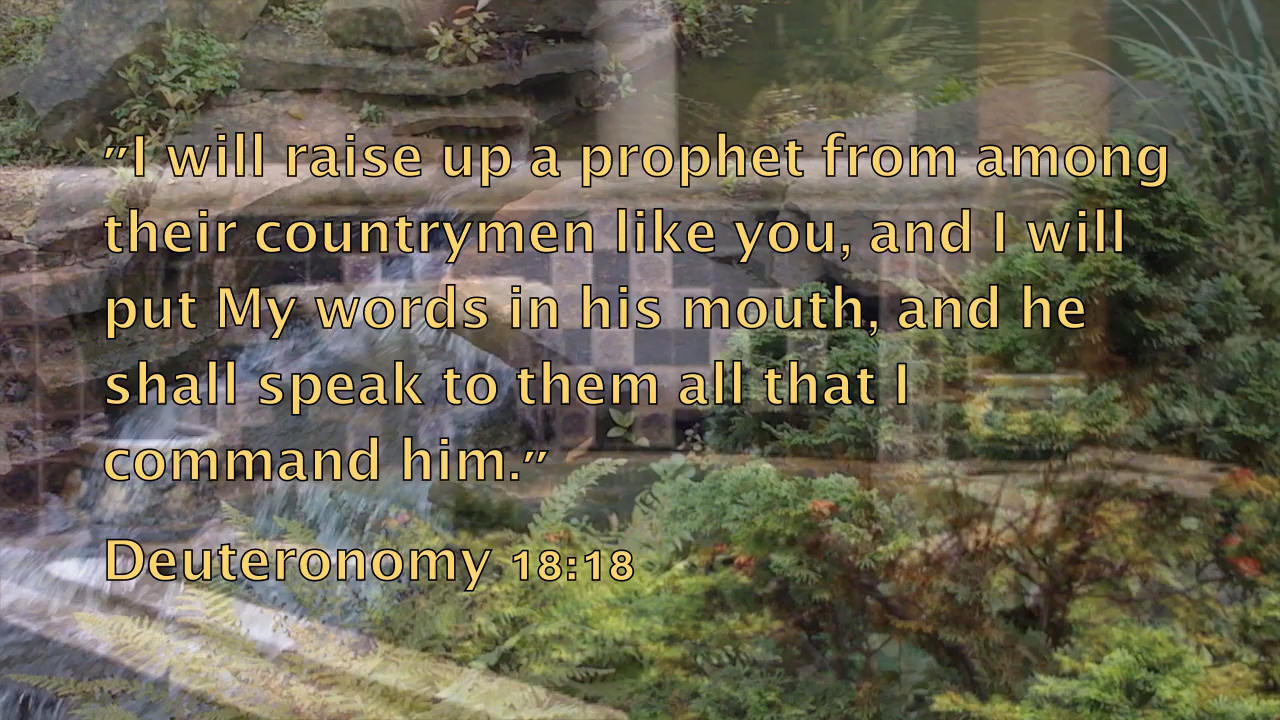 "I will raise up a prophet from among
their countrymen like you, and I will
put My words in his mouth, and he
shall speak to them all that I
command him."
Deuteronomy 18:18